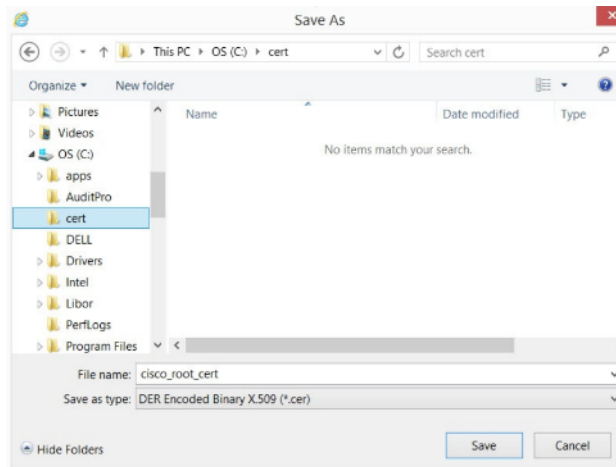 Save As
This PC ▸ OS (C:) ▸ cert
Search cert
Organize
New folder
Name
Date modified
Type
No items match your search.
Pictures
Videos
OS (C:)
apps
AuditPro
cert
DELL
Drivers
Intel
Libor
PerfLogs
Program Files
File name: cisco_root_cert
Save as type: DER Encoded Binary X.509 (*.cer)
Hide Folders
Save
Cancel